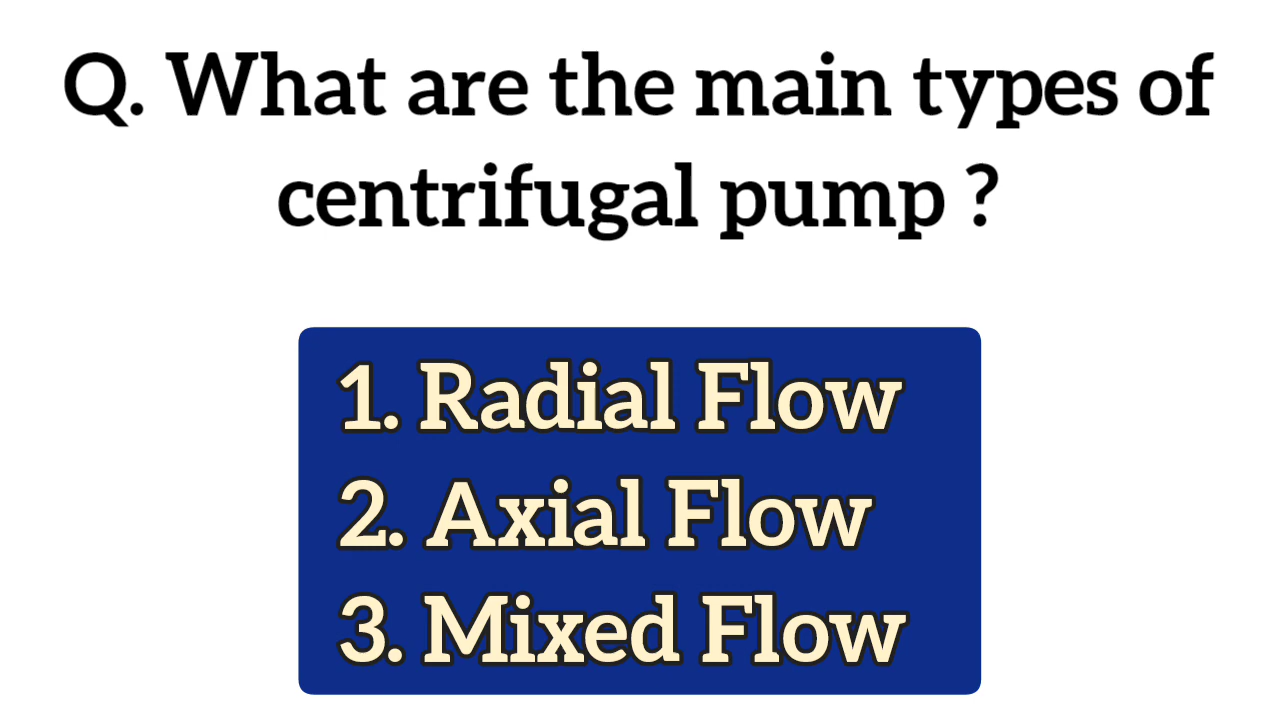 Q. What are the main types of
centrifugal pump ?
1. Radial Flow
2. Axial Flow
3. Mixed Flow